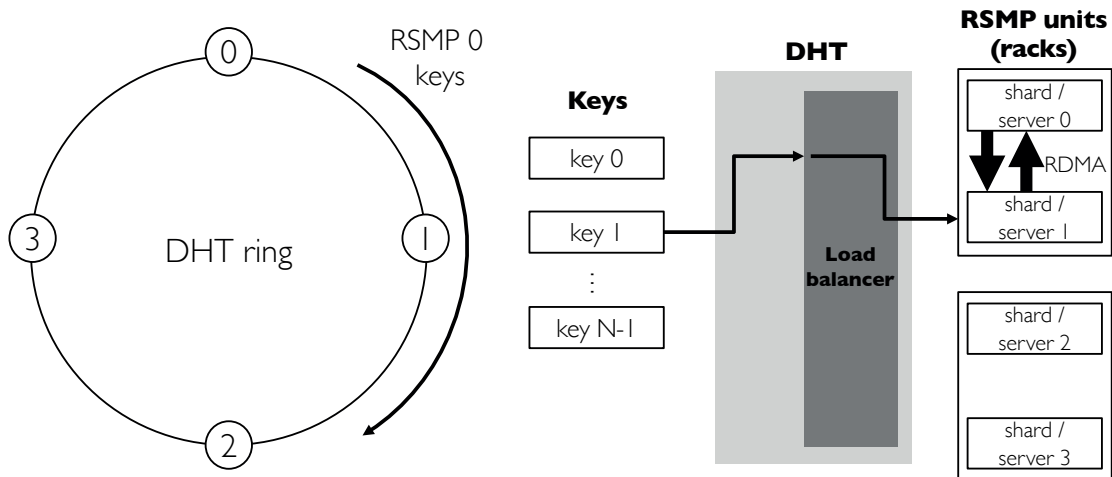 0
RSMP 0
keys
3
DHT ring
1
2
Keys
key 0
key 1
⋮
key N-1
DHT
Load
balancer
RSMP units
(racks)
shard /
server 0
RDMA
shard /
server 1
shard /
server 2
shard /
server 3